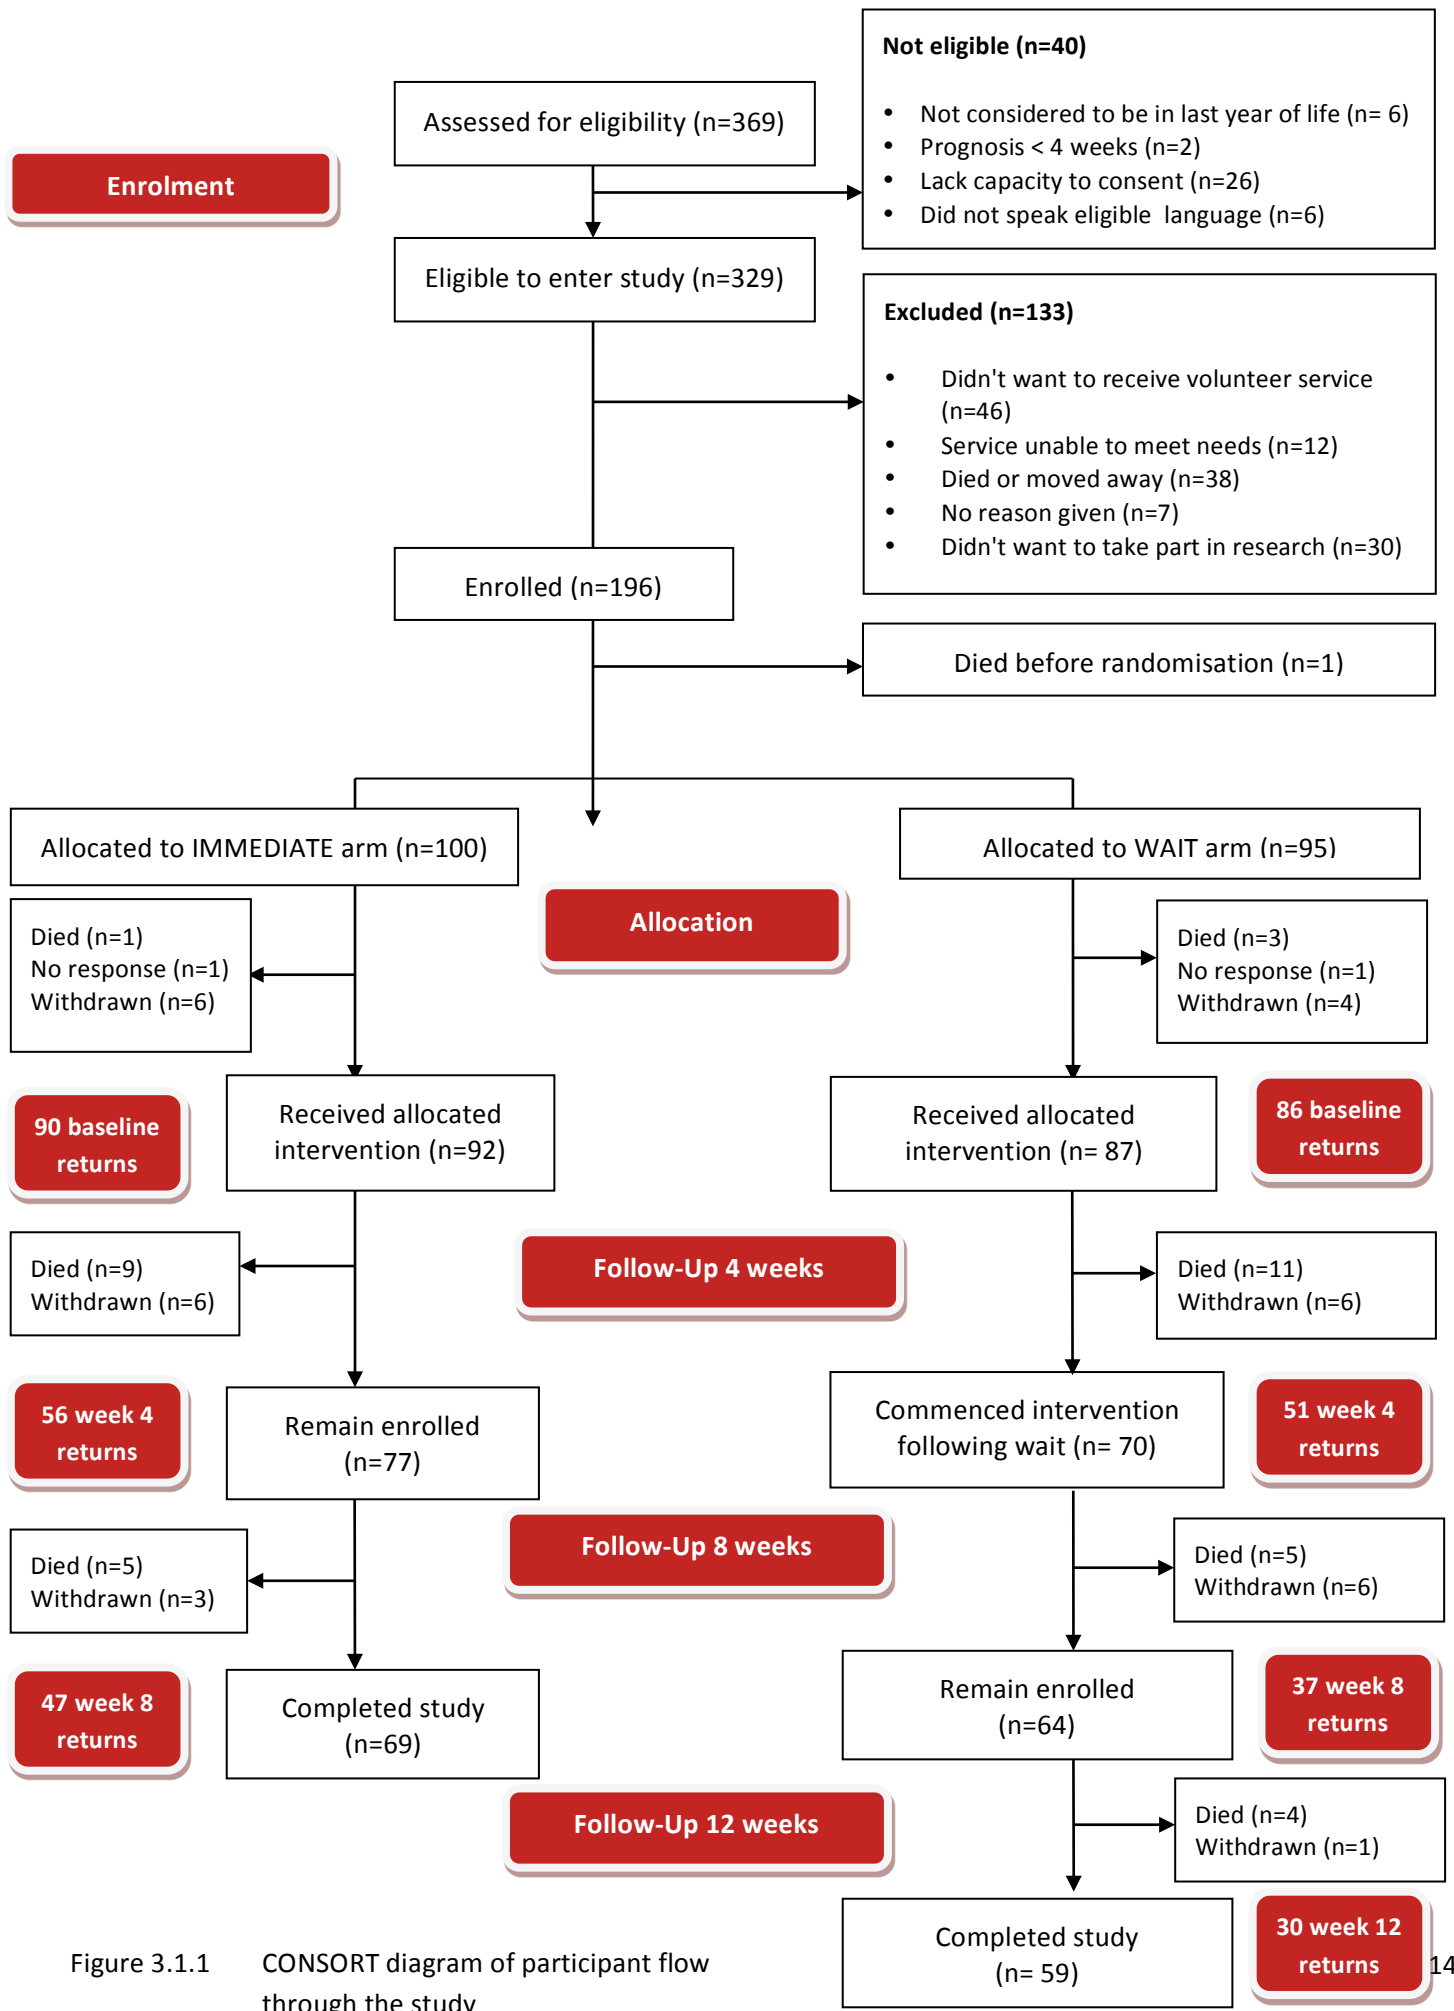 Not eligible (n=40)
• Not considered to be in last year of life (n= 6)
• Prognosis < 4 weeks (n=2)
• Lack capacity to consent (n=26)
• Did not speak eligible language (n=6)
Assessed for eligibility (n=369)
Enrolment
Eligible to enter study (n=329)
Excluded (n=133)
• Didn't want to receive volunteer service
(n=46)
• Service unable to meet needs (n=12)
• Died or moved away (n=38)
• No reason given (n=7)
• Didn't want to take part in research (n=30)
Enrolled (n=196)
Died before randomisation (n=1)
Allocated to IMMEDIATE arm (n=100)
Allocated to WAIT arm (n=95)
Allocation
Died (n=1)
No response (n=1)
Withdrawn (n=6)
Died (n=3)
No response (n=1)
Withdrawn (n=4)
90 baseline
returns
Received allocated
intervention (n=92)
Received allocated
intervention (n= 87)
86 baseline
returns
Died (n=9)
Withdrawn (n=6)
Follow-Up 4 weeks
Died (n=11)
Withdrawn (n=6)
56 week 4
returns
Remain enrolled
(n=77)
Commenced intervention
following wait (n= 70)
51 week 4
returns
Died (n=5)
Withdrawn (n=3)
Follow-Up 8 weeks
Died (n=5)
Withdrawn (n=6)
47 week 8
returns
Completed study
(n=69)
Remain enrolled
(n=64)
37 week 8
returns
Follow-Up 12 weeks
Died (n=4)
Withdrawn (n=1)
Completed study
(n= 59)
30 week 12
returns
Figure 3.1.1 CONSORT diagram of participant flow
through the study
14